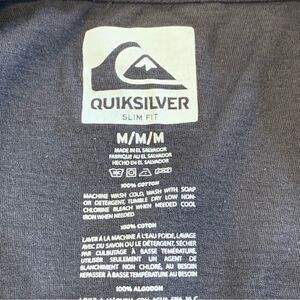 QUIKSILVER
SLIM FIT
M/M/M
MADE IN EL SALVADOR
FABRIQUE AU EL SALVADOR
HECHO EN EL SALVADOR
100% COTTON
MACHINE WASH COLD, WASH WITH SOAP
OR DETERGENT, TUMBLE DRY LOW NON-
CHLORINE BLEACH WHEN NEEDED COOL
IRON WHEN NEEDED
100% COTON
LAVER À LA MACHINE À L'EAU FOIDE, LAVAGE
AVEC DU SAVON OU LE DÉTERGENT, SÉCHER
PAR CULBUTAGE À BASSE TEMPÉRATURE.
UTILISER SEULEMENT UN AGENT DE
BLANCHIMENT NON CHLORÉ, AU BESOIN
REPASSER À BASSE TEMPÉRATURE AU BESOIN.
100% ALGODON